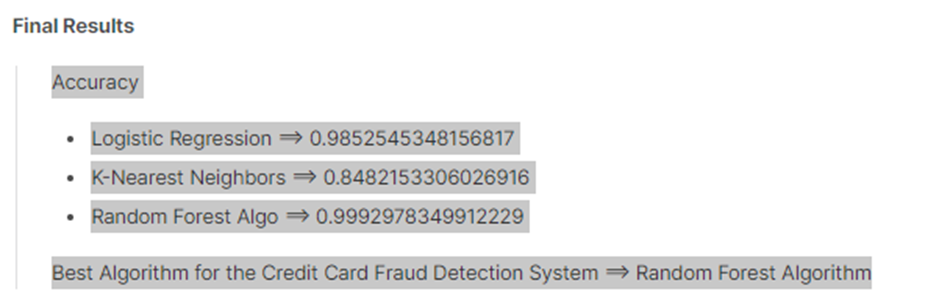 Final Results
Accuracy
• Logistic Regression ⟹ 0.9852545348156817
• K-Nearest Neighbors ⟹ 0.8482153306026916
• Random Forest Algo ⟹ 0.9992978349912229
Best Algorithm for the Credit Card Fraud Detection System ⟹ Random Forest Algorithm